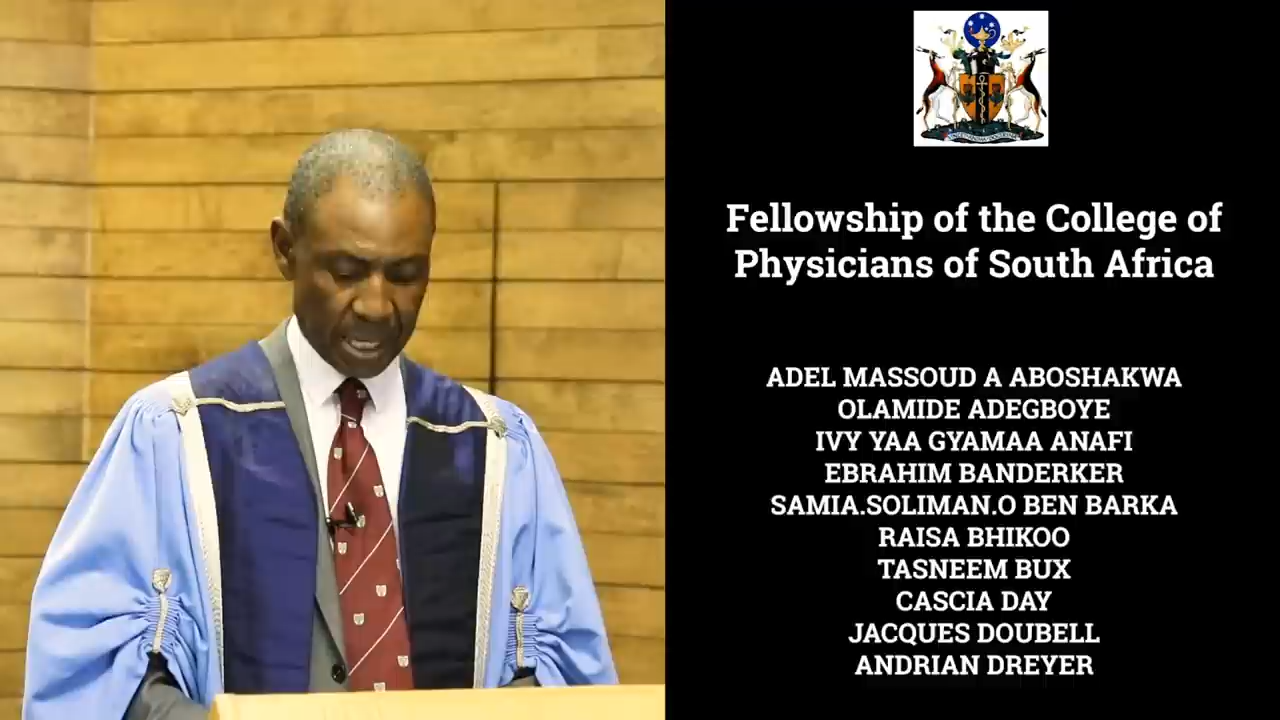 Fellowship of the College of
Physicians of South Africa
ADEL MASSOUD A ABOSHAKWA
OLAMIDE ADEGBOYE
IVY YAA GYAMAA ANAFI
EBRAHIM BANDERKER
SAMIA.SOLIMAN.O BEN BARKA
RAISA BHIKOO
TASNEEM BUX
CASCIA DAY
JACQUES DOUBELL
ANDRIAN DREYER